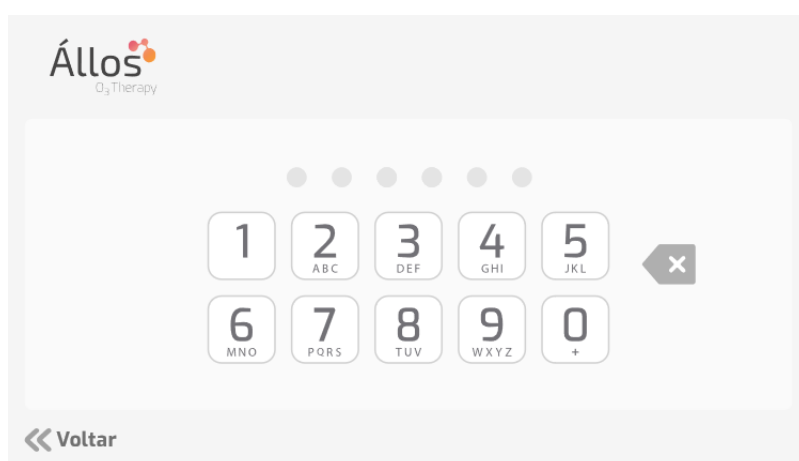 Állos
O₃Therapy
1 2 3 4 5
ABC DEF GHI JKL
6 7 8 9 0
MNO PQRS TUV WXYZ +
Voltar